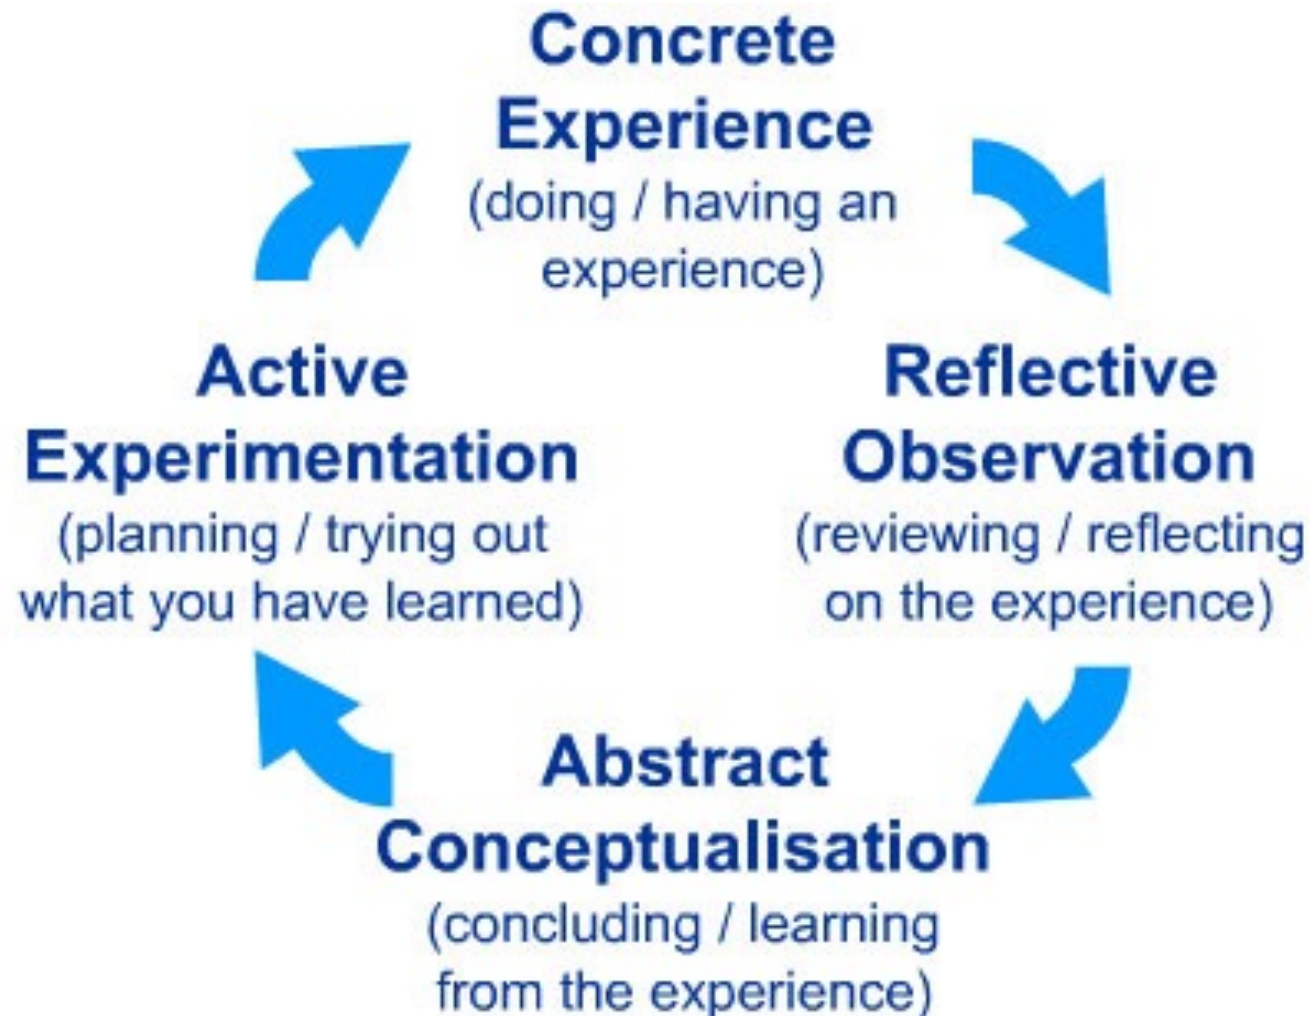 Concrete
Experience
(doing / having an
experience)
Reflective
Observation
(reviewing / reflecting
on the experience)
Abstract
Conceptualisation
(concluding / learning
from the experience)
Active
Experimentation
(planning / trying out
what you have learned)